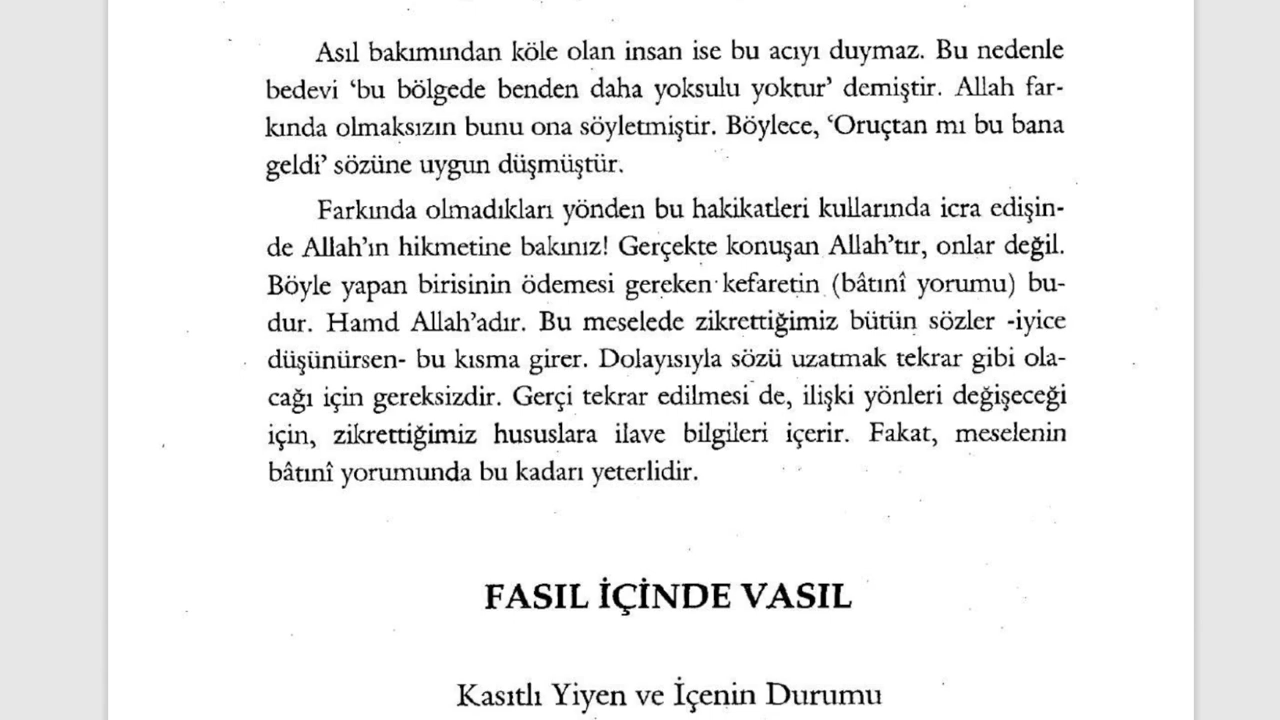 Asıl bakımından köle olan insan ise bu acıyı duymaz. Bu nedenle
bedevi ‘bu bölgede benden daha yoksulu yoktur’ demiştir. Allah far-
kında olmaksızın bunu ona söyletmiştir. Böylece, ‘Oruçtan mı bu bana
geldi’ sözüne uygun düşmüştür.
Farkında olmadıkları yönden bu hakikatleri kullarında icra edişin-
de Allah’ın hikmetine bakınız! Gerçekte konuşan Allah’tır, onlar değil.
Böyle yapan birisinin ödemesi gereken kefaretin (bâtınî yorumu) bu-
dur. Hamd Allah’adır. Bu meselede zikrettiğimiz bütün sözler -iyice
düşünürsen- bu kısma girer. Dolayısıyla sözü uzatmak tekrar gibi ola-
cağı için gereksizdir. Gerçi tekrar edilmesi de, ilişki yönleri değişeceği
için, zikrettiğimiz hususlara ilave bilgileri içerir. Fakat, meselenin
bâtınî yorumunda bu kadarı yeterlidir.
FASIL İÇİNDE VASIL
Kasıtlı Yiyen ve İçenin Durumu